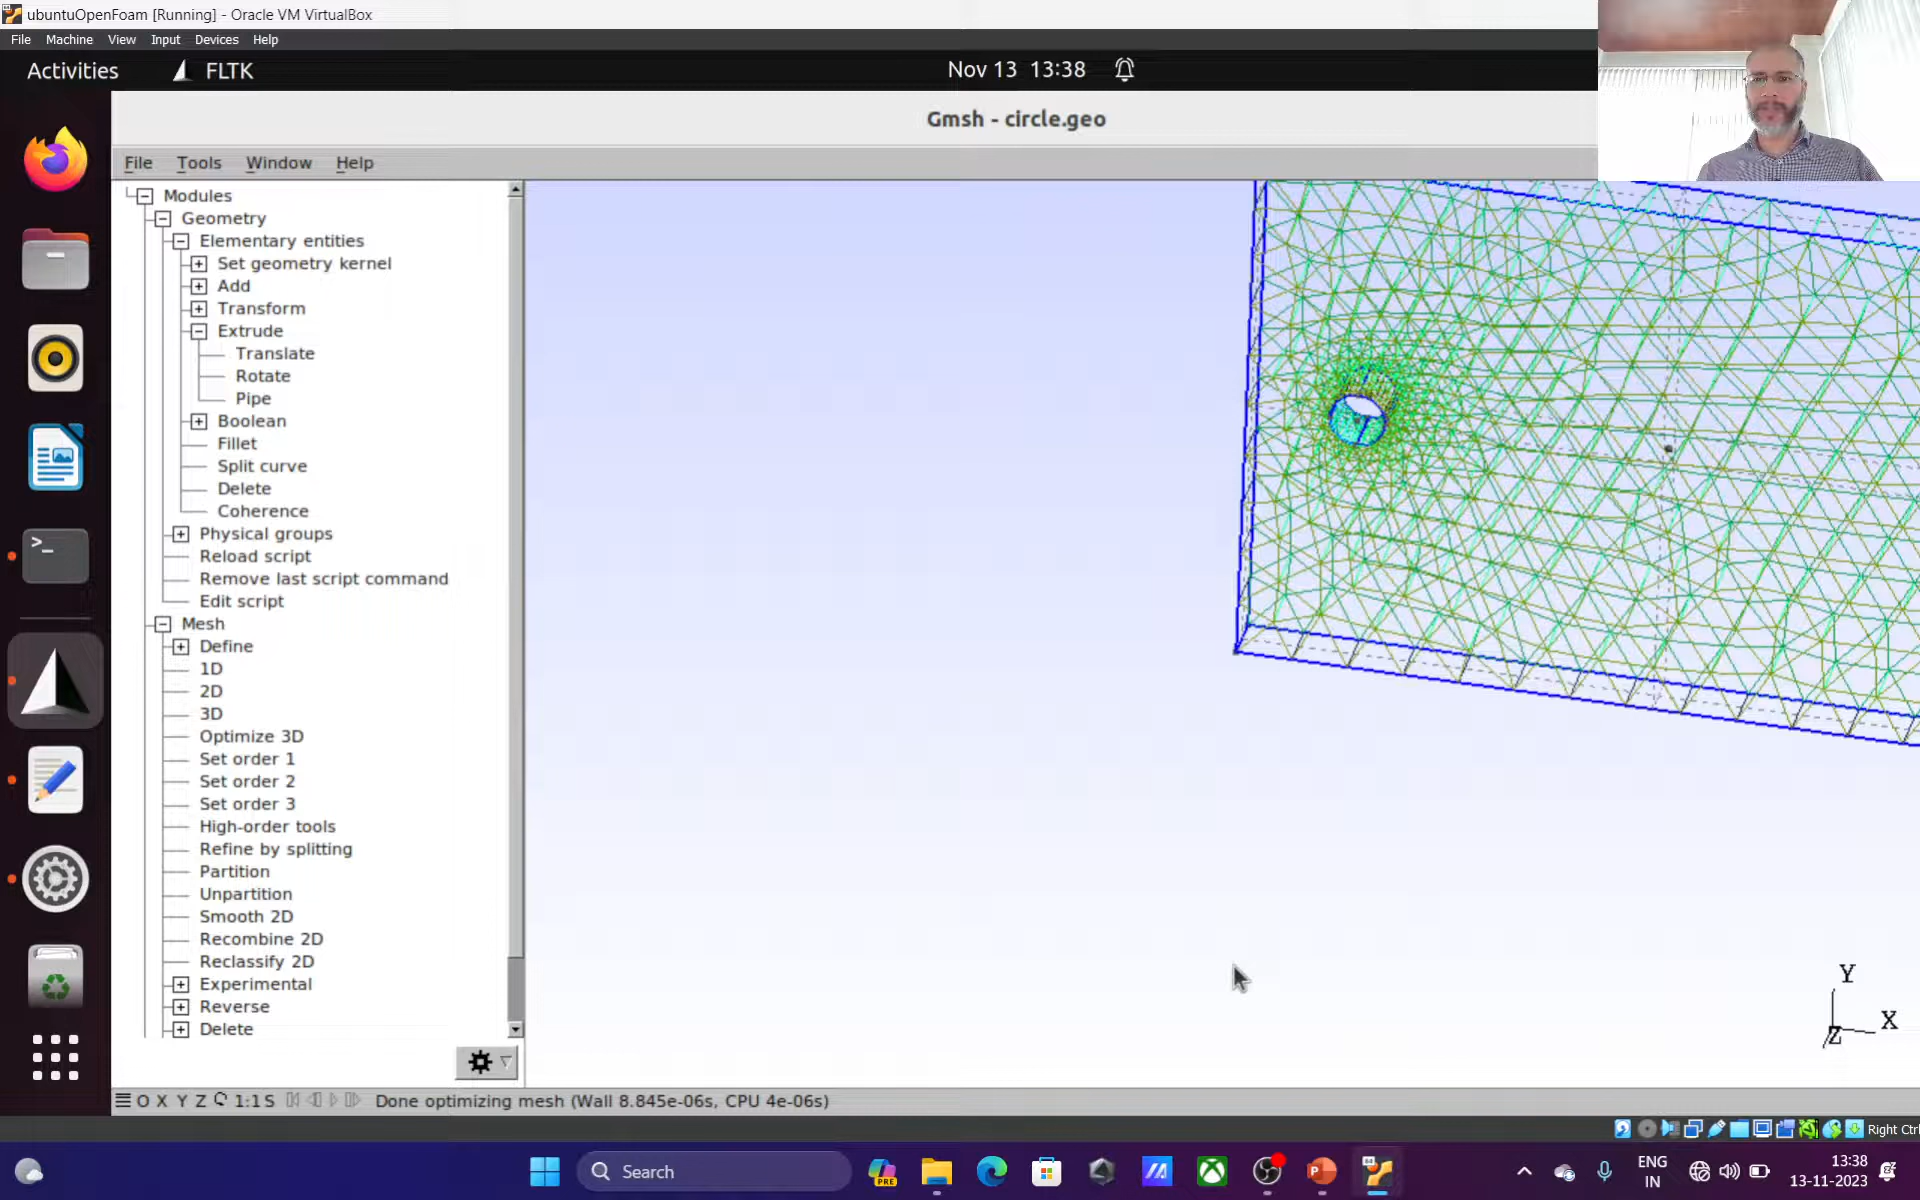 ubuntuOpenFoam [Running] - Oracle VM VirtualBox
File Machine View Input Devices Help
Activities FLTK Nov 13 13:38
Gmsh - circle.geo
File Tools Window Help
Modules
Geometry
Elementary entities
Set geometry kernel
Add
Transform
Extrude
Translate
Rotate
Pipe
Boolean
Fillet
Split curve
Delete
Coherence
Physical groups
Reload script
Remove last script command
Edit script
Mesh
Define
1D
2D
3D
Optimize 3D
Set order 1
Set order 2
Set order 3
High-order tools
Refine by splitting
Partition
Unpartition
Smooth 2D
Recombine 2D
Reclassify 2D
Experimental
Reverse
Delete
Y
X
Z
O X Y Z 1:1 S Done optimizing mesh (Wall 8.845e-06s, CPU 4e-06s)
Right Ctrl
Search
PRE
ENG
IN
13:38
13-11-2023